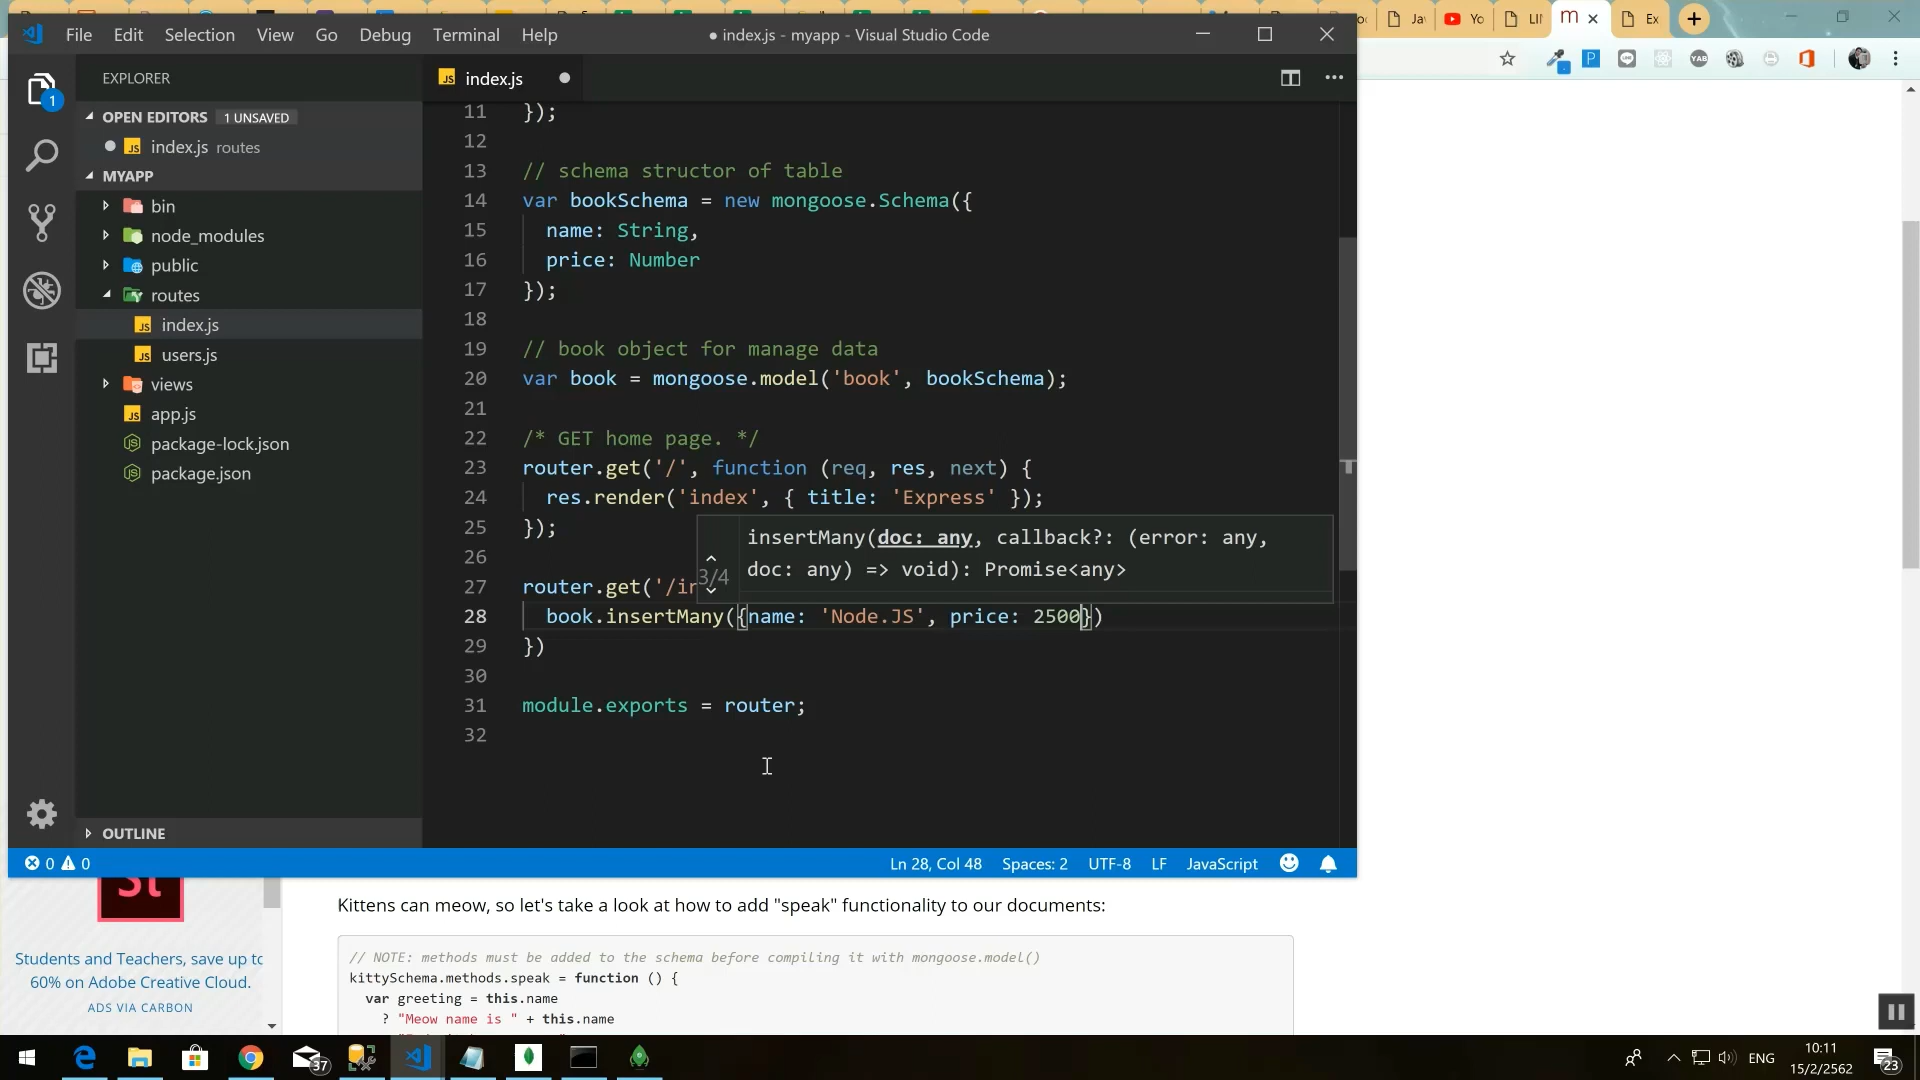 File Edit Selection View Go Debug Terminal Help
● index.js - myapp - Visual Studio Code
EXPLORER
OPEN EDITORS 1 UNSAVED
index.js routes
MYAPP
bin
node_modules
public
routes
index.js
users.js
views
app.js
package-lock.json
package.json
OUTLINE
1
index.js
11 });
12
13 // schema structor of table
14 var bookSchema = new mongoose.Schema({
15 name: String,
16 price: Number
17 });
18
19 // book object for manage data
20 var book = mongoose.model('book', bookSchema);
21
22 /* GET home page. */
23 router.get('/', function (req, res, next) {
24 res.render('index', { title: 'Express' });
25 });
26
insertMany(doc: any, callback?: (error: any,
doc: any) => void): Promise<any>
3/4
27 router.get('/in
28 book.insertMany({name: 'Node.JS', price: 2500})
29 })
30
31 module.exports = router;
32
0 0
Ln 28, Col 48 Spaces: 2 UTF-8 LF JavaScript
Yo
LI
m
Ex
YAB
St
Students and Teachers, save up to
60% on Adobe Creative Cloud.
ADS VIA CARBON
Kittens can meow, so let's take a look at how to add "speak" functionality to our documents:
// NOTE: methods must be added to the schema before compiling it with mongoose.model()
kittySchema.methods.speak = function () {
var greeting = this.name
? "Meow name is " + this.name
37
ENG
10:11
15/2/2562
23